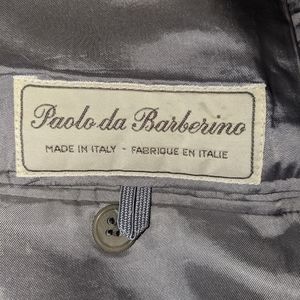 Paolo da Barberino
MADE IN ITALY - FABRIQUE EN ITALIE